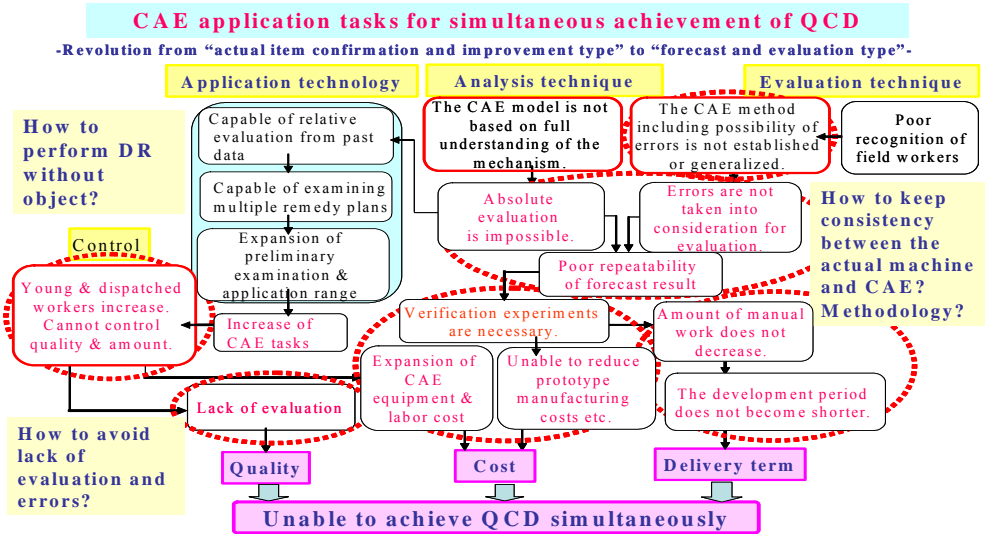 CAE application tasks for simultaneous achievement of QCD
-Revolution from “actual item confirmation and improvement type” to “forecast and evaluation type”-
Application technology
Analysis technique
Evaluation technique
How to
perform DR
without
object?
Capable of relative
evaluation from past
data
Capable of examining
multiple remedy plans
Expansion of
preliminary
examination &
application range
Increase of
CAE tasks
The CAE model is not
based on full
understanding of the
mechanism.
The CAE method
including possibility of
errors is not established
or generalized.
Poor
recognition of
field workers
Absolute
evaluation
is impossible.
Errors are not
taken into
consideration for
evaluation.
How to keep
consistency
between the
actual machine
and CAE?
Methodology?
Poor repeatability
of forecast result
Control
Young & dispatched
workers increase.
Cannot control
quality & amount.
Verification experiments
are necessary.
Amount of manual
work does not
decrease.
Expansion of
CAE
equipment &
labor cost
Unable to reduce
prototype
manufacturing
costs etc.
The development period
does not become shorter.
Lack of evaluation
How to avoid
lack of
evaluation and
errors?
Quality
Cost
Delivery term
Unable to achieve QCD simultaneously